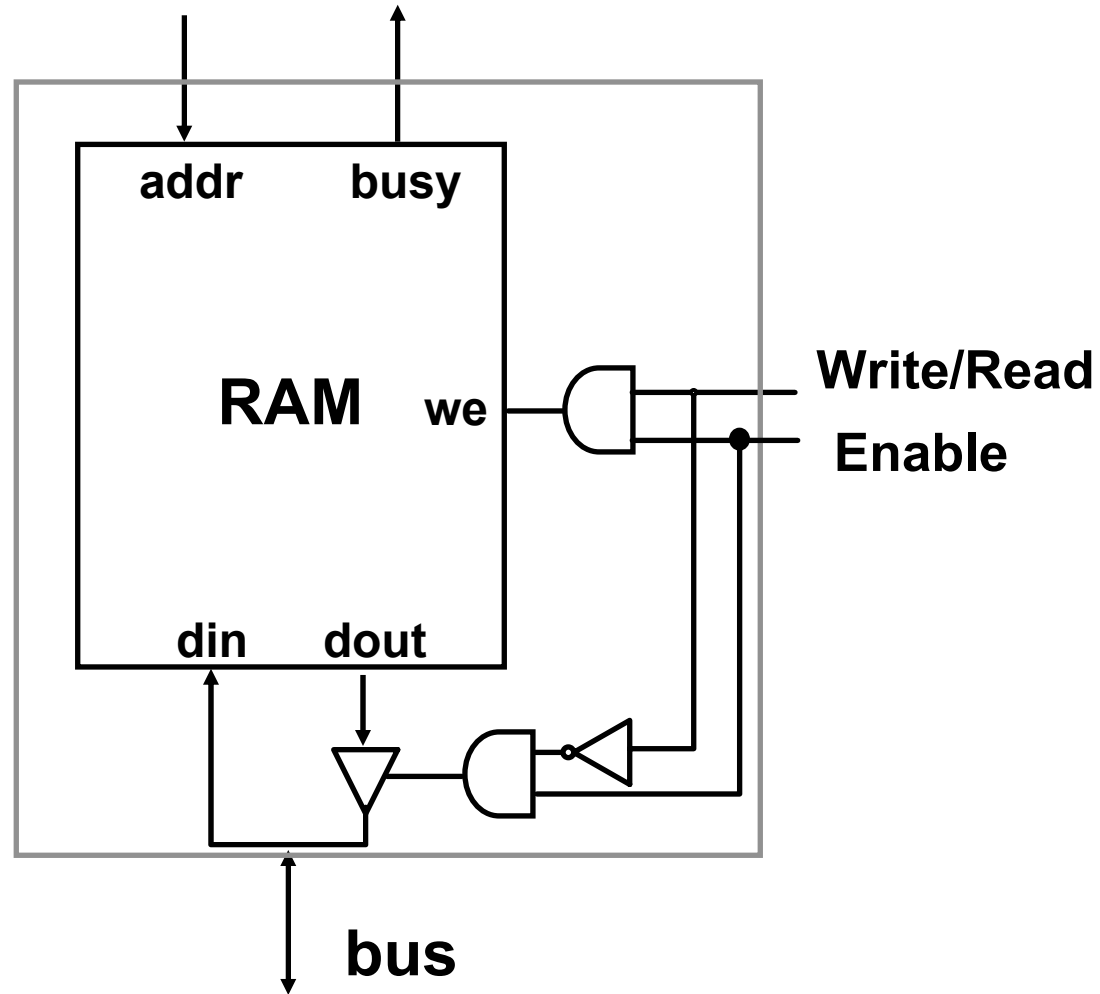 addr busy
Write/Read
RAM we
Enable
din dout
bus